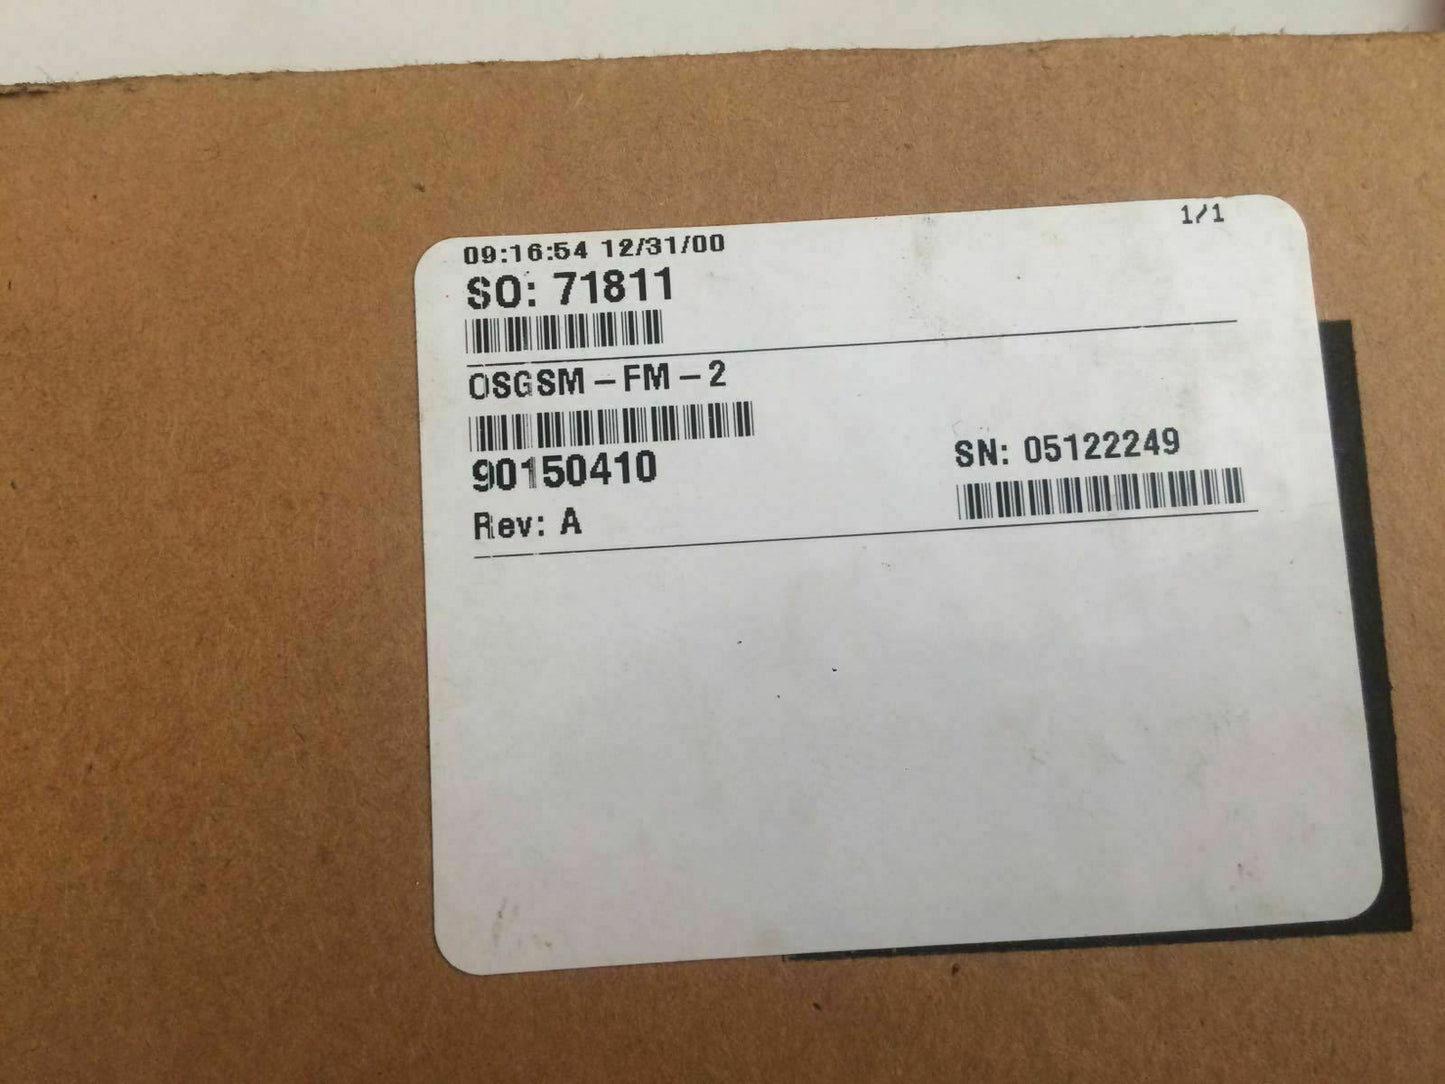 1/1
09:16:54 12/31/00
SO: 71811
OSGSM-FM-2
90150410
SN: 05122249
Rev: A